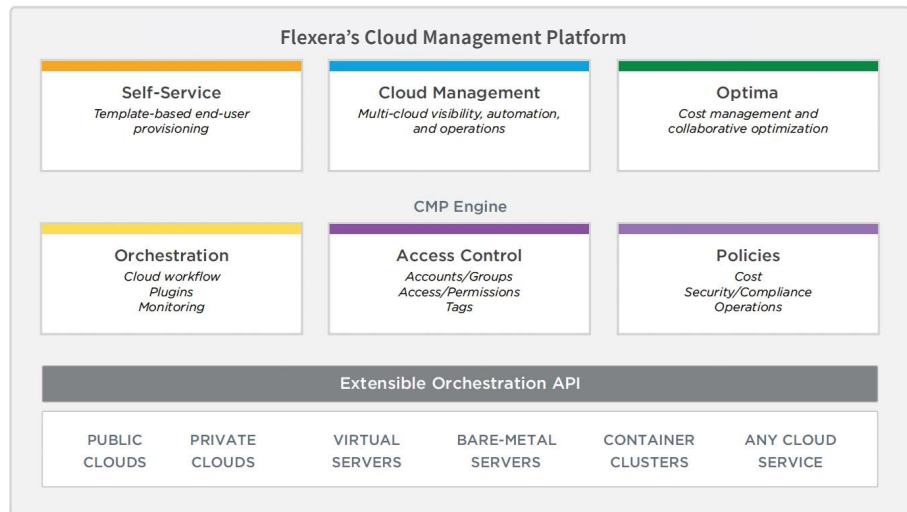 Flexera's Cloud Management Platform
Self-Service
Template-based end-user
provisioning
Cloud Management
Multi-cloud visibility, automation,
and operations
Optima
Cost management and
collaborative optimization
CMP Engine
Orchestration
Cloud workflow
Plugins
Monitoring
Access Control
Accounts/Groups
Access/Permissions
Tags
Policies
Cost
Security/Compliance
Operations
Extensible Orchestration API
PUBLIC
CLOUDS
PRIVATE
CLOUDS
VIRTUAL
SERVERS
BARE-METAL
SERVERS
CONTAINER
CLUSTERS
ANY CLOUD
SERVICE